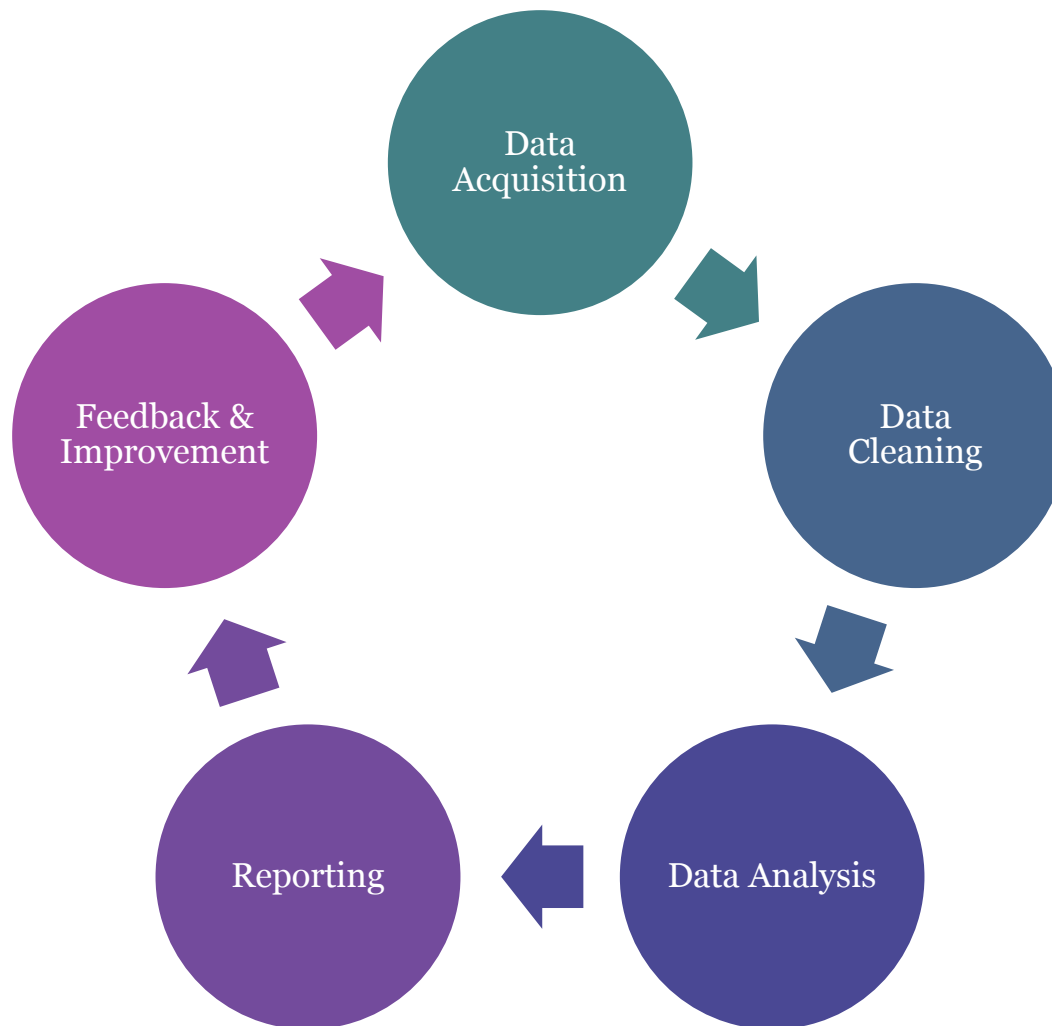 Data
Acquisition
Data
Cleaning
Data Analysis
Reporting
Feedback &
Improvement